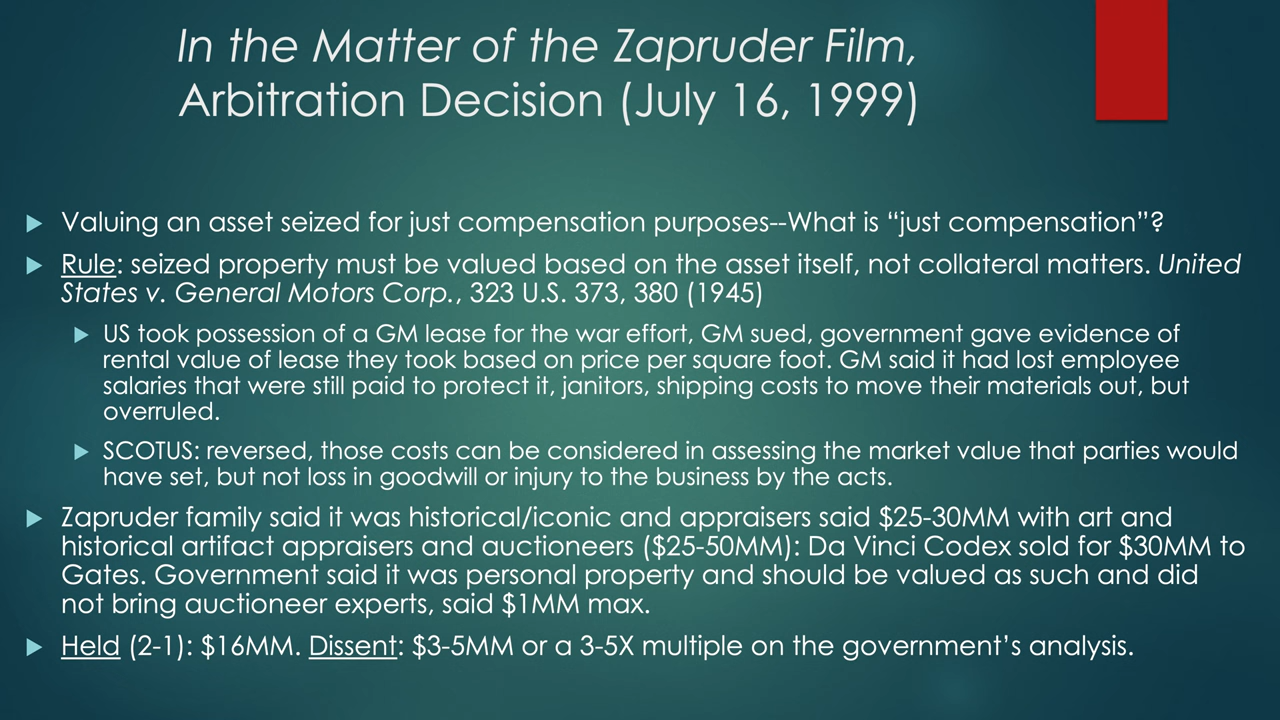 In the Matter of the Zapruder Film,
Arbitration Decision (July 16, 1999)
Valuing an asset seized for just compensation purposes--What is “just compensation”?
Rule: seized property must be valued based on the asset itself, not collateral matters. United
States v. General Motors Corp., 323 U.S. 373, 380 (1945)
US took possession of a GM lease for the war effort, GM sued, government gave evidence of
rental value of lease they took based on price per square foot. GM said it had lost employee
salaries that were still paid to protect it, janitors, shipping costs to move their materials out, but
overruled.
SCOTUS: reversed, those costs can be considered in assessing the market value that parties would
have set, but not loss in goodwill or injury to the business by the acts.
Zapruder family said it was historical/iconic and appraisers said $25-30MM with art and
historical artifact appraisers and auctioneers ($25-50MM): Da Vinci Codex sold for $30MM to
Gates. Government said it was personal property and should be valued as such and did
not bring auctioneer experts, said $1MM max.
Held (2-1): $16MM. Dissent: $3-5MM or a 3-5X multiple on the government’s analysis.